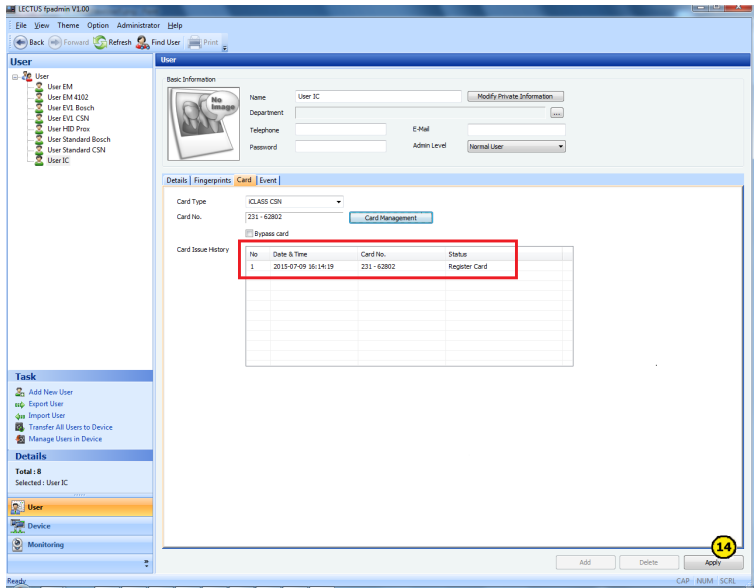 LECTUS fpadmin V1.00
File View Theme Option Administrator Help
Back Forward Refresh Find User Print
User
User
User EM
User EM 4102
User EV1 Bosch
User EV1 CSN
User HID Prox
User Standard Bosch
User Standard CSN
User IC
Task
Add New User
Export User
Import User
Transfer All Users to Device
Manage Users in Device
Details
Total : 8
Selected : User IC
User
Device
Monitoring
User
Basic Information
No
Image
Name User IC Modify Private Information
Department ...
Telephone E-Mail
Password Admin Level Normal User
Details Fingerprints Card Event
Card Type iCLASS CSN
Card No. 231 - 62802 Card Management
Bypass card
Card Issue History
No Date & Time Card No. Status
1 2015-07-09 16:14:19 231 - 62802 Register Card
14
Add Delete Apply
Ready CAP NUM SCRL